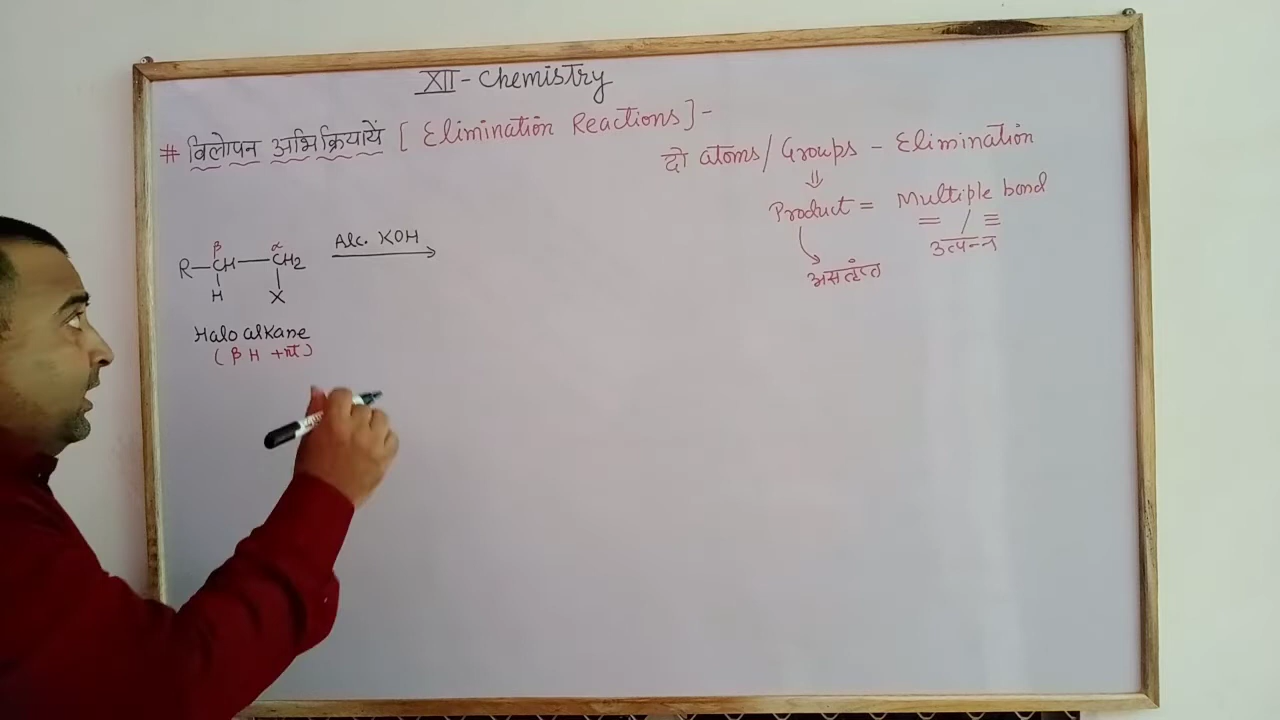 XII - Chemistry
# विलोपन अभिक्रियायें [ Elimination Reactions ] -
दो atoms / Groups - Elimination
⇓
Product = Multiple bond
= / ≡
उत्पन्न
असंतृप्त
β α
R—CH—CH2 Alc. KOH →
H X
Halo alkane
( β H +nt )